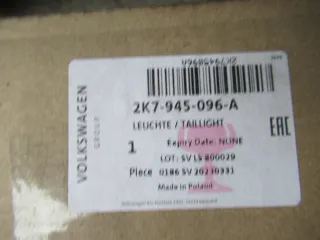 2K7945096A
VOLKSWAGEN
GROUP
2K7-945-096-A
LEUCHTE / TAILLIGHT
1
Expiry Date: NONE
LOT: SV LS 800029
Piece 0186 SV 20230331
Made in Poland
EAC